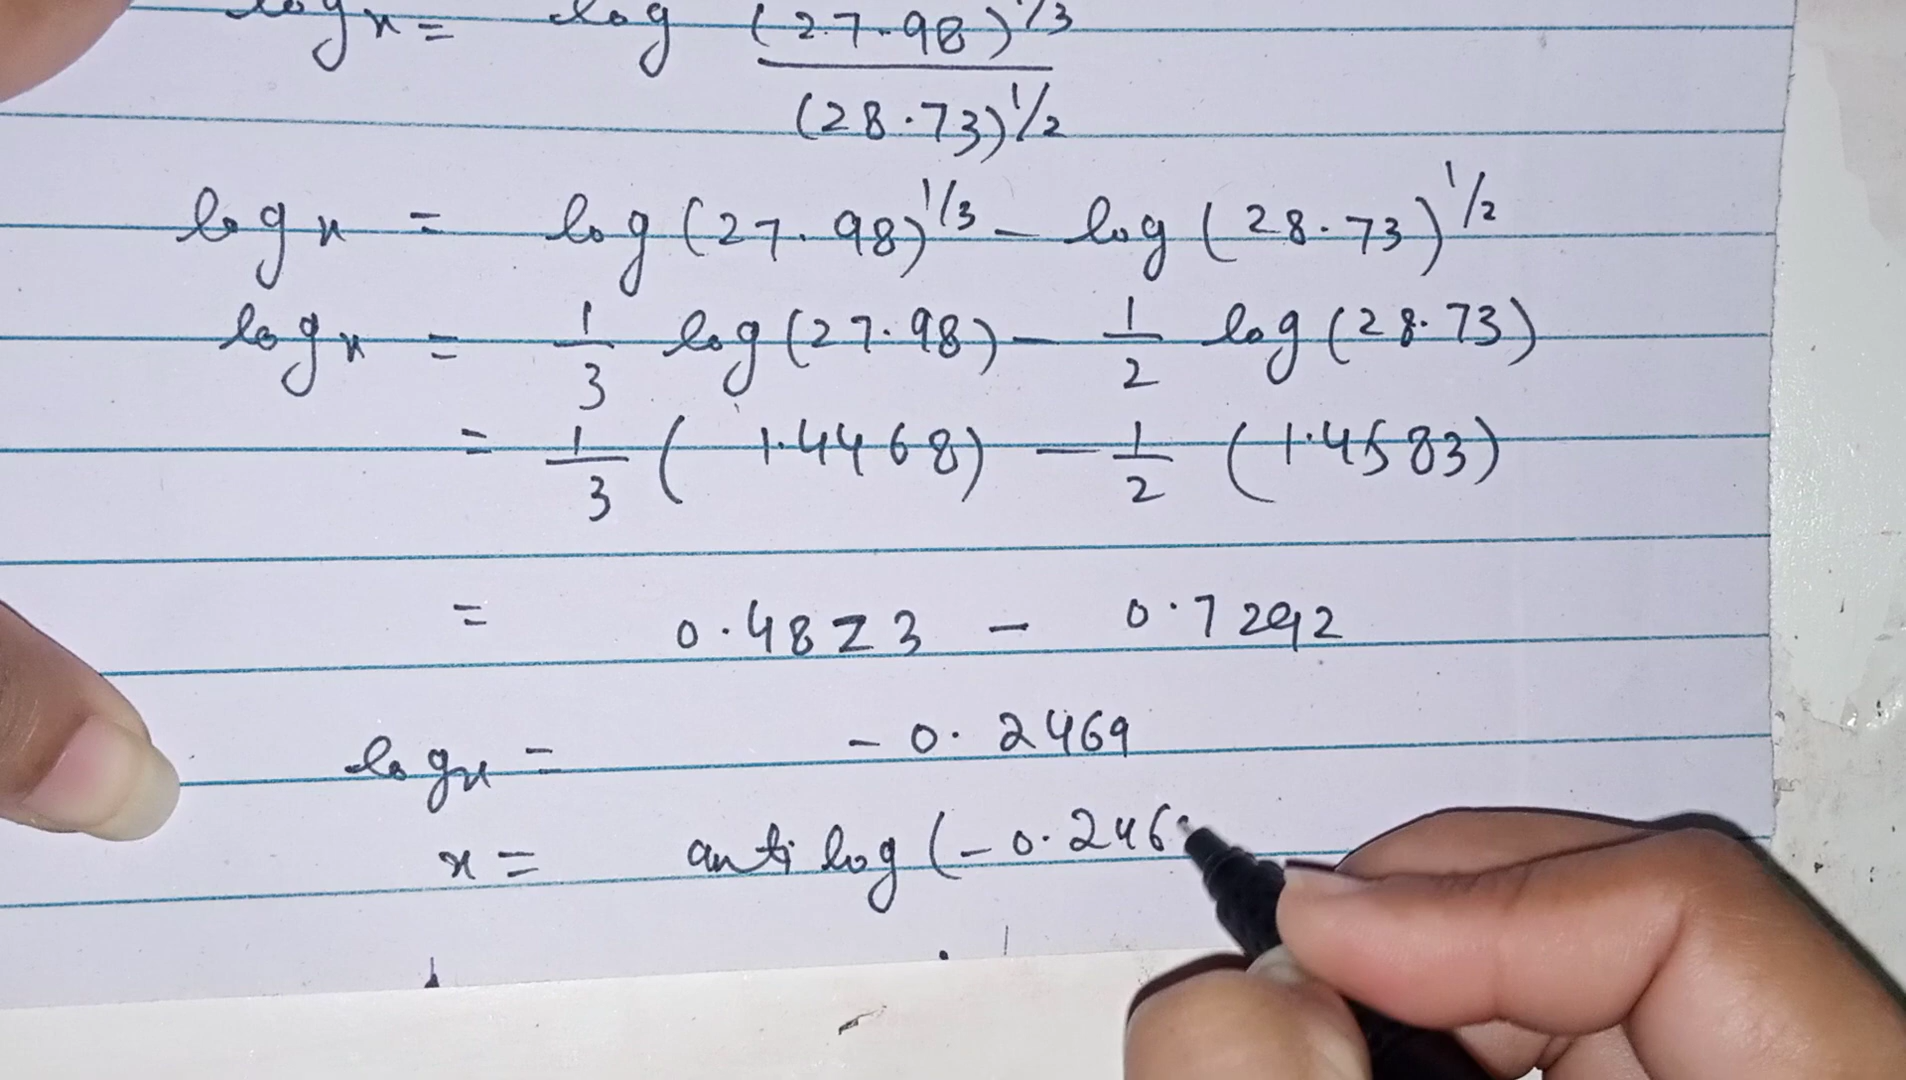 log x = log (27.98)^1/3
(28.73)^1/2
log x = log (27.98)^1/3 - log (28.73)^1/2
log x = 1/3 log (27.98) - 1/2 log (28.73)
= 1/3 (1.4468) - 1/2 (1.4583)
= 0.4823 - 0.7292
log x = - 0.2469
x = anti log (- 0.246